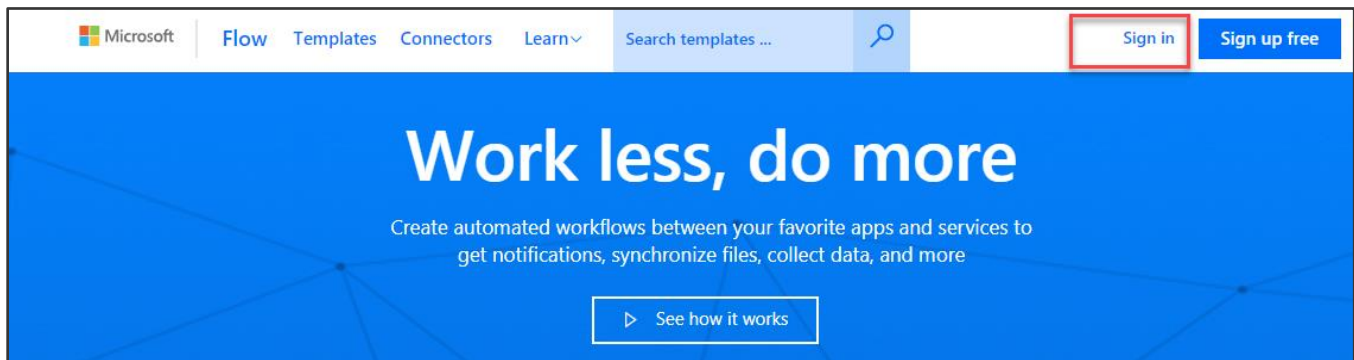 Microsoft Flow Templates Connectors Learn Search templates ... Sign in Sign up free
Work less, do more
Create automated workflows between your favorite apps and services to
get notifications, synchronize files, collect data, and more
See how it works